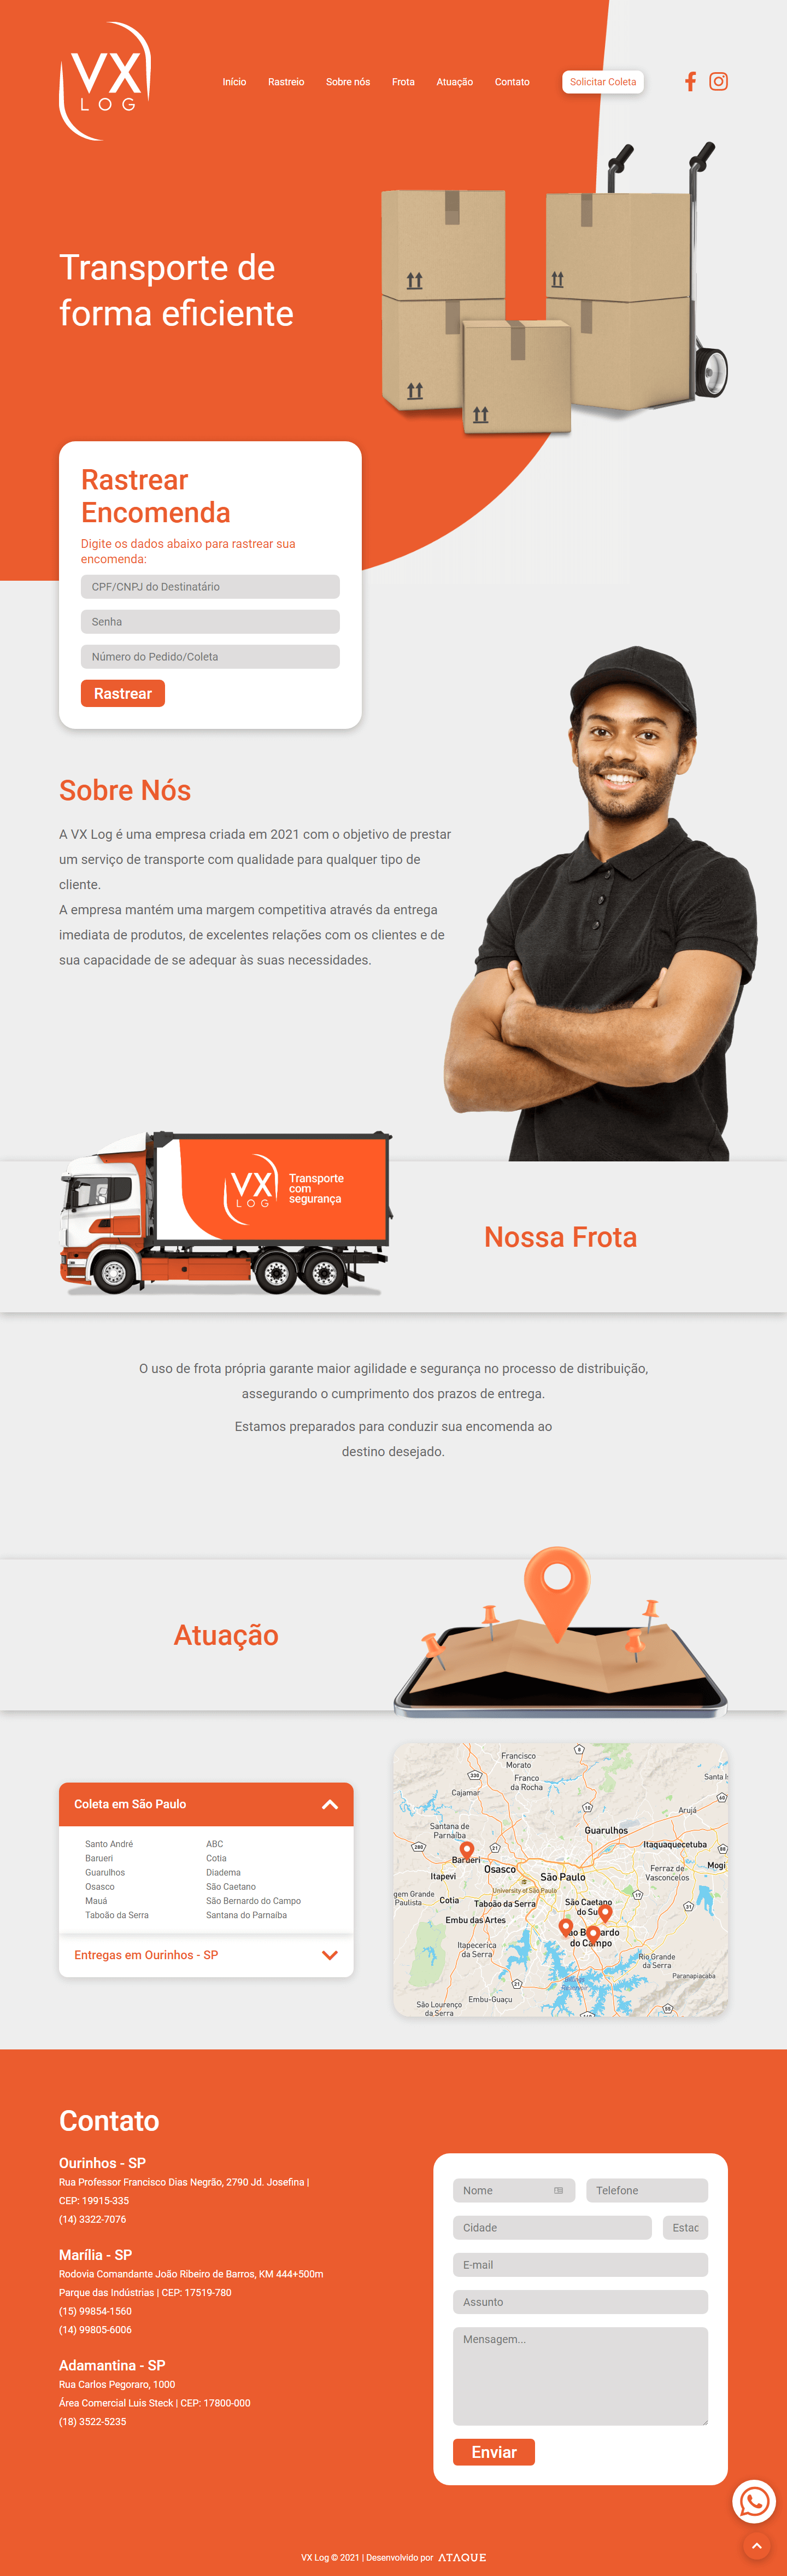 VX
LOG
Início
Rastreio
Sobre nós
Frota
Atuação
Contato
Solicitar Coleta
Transporte de
forma eficiente
Rastrear
Encomenda
Digite os dados abaixo para rastrear sua
encomenda:
CPF/CNPJ do Destinatário
Senha
Número do Pedido/Coleta
Rastrear
Sobre Nós
A VX Log é uma empresa criada em 2021 com o objetivo de prestar
um serviço de transporte com qualidade para qualquer tipo de
cliente.
A empresa mantém uma margem competitiva através da entrega
imediata de produtos, de excelentes relações com os clientes e de
sua capacidade de se adequar às suas necessidades.
VX
LOG
Transporte
com
segurança
Nossa Frota
O uso de frota própria garante maior agilidade e segurança no processo de distribuição,
assegurando o cumprimento dos prazos de entrega.
Estamos preparados para conduzir sua encomenda ao
destino desejado.
Atuação
Coleta em São Paulo
Santo André
ABC
Barueri
Cotia
Guarulhos
Diadema
Osasco
São Caetano
Mauá
São Bernardo do Campo
Taboão da Serra
Santana do Parnaíba
Entregas em Ourinhos - SP
Francisco
Morato
Franco
da Rocha
Cajamar
Santa I
Arujá
Santana de
Parnaíba
Guarulhos
Itaquaquecetuba
Barueri
Osasco
Itapevi
São Paulo
Ferraz de
Vasconcelos
Mogi
University of São Paulo
gem Grande
Paulista
Cotia
Taboão da Serra
São Caetano
do Su
Embu das Artes
do Campo
Itapecerica
da Serra
Rio Grande
da Serra
Paranapiacaba
Embu-Guaçu
São Lourenço
da Serra
Contato
Ourinhos - SP
Rua Professor Francisco Dias Negrão, 2790 Jd. Josefina |
CEP: 19915-335
(14) 3322-7076
Marília - SP
Rodovia Comandante João Ribeiro de Barros, KM 444+500m
Parque das Indústrias | CEP: 17519-780
(15) 99854-1560
(14) 99805-6006
Adamantina - SP
Rua Carlos Pegoraro, 1000
Área Comercial Luis Steck | CEP: 17800-000
(18) 3522-5235
Nome
Telefone
Cidade
Estac
E-mail
Assunto
Mensagem...
Enviar
VX Log © 2021 | Desenvolvido por ATAQUE